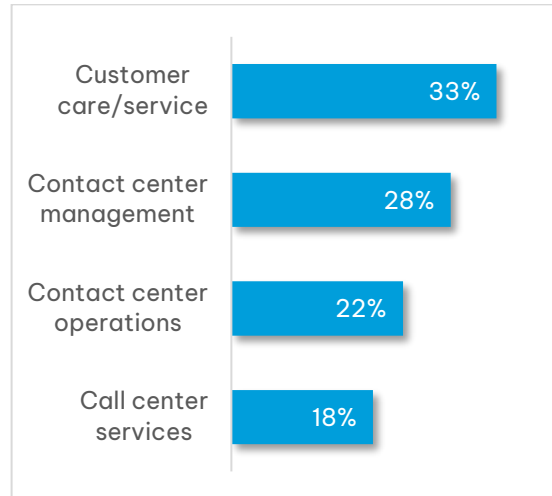 Customer
care/service
33%
Contact center
management
28%
Contact center
operations
22%
Call center
services
18%